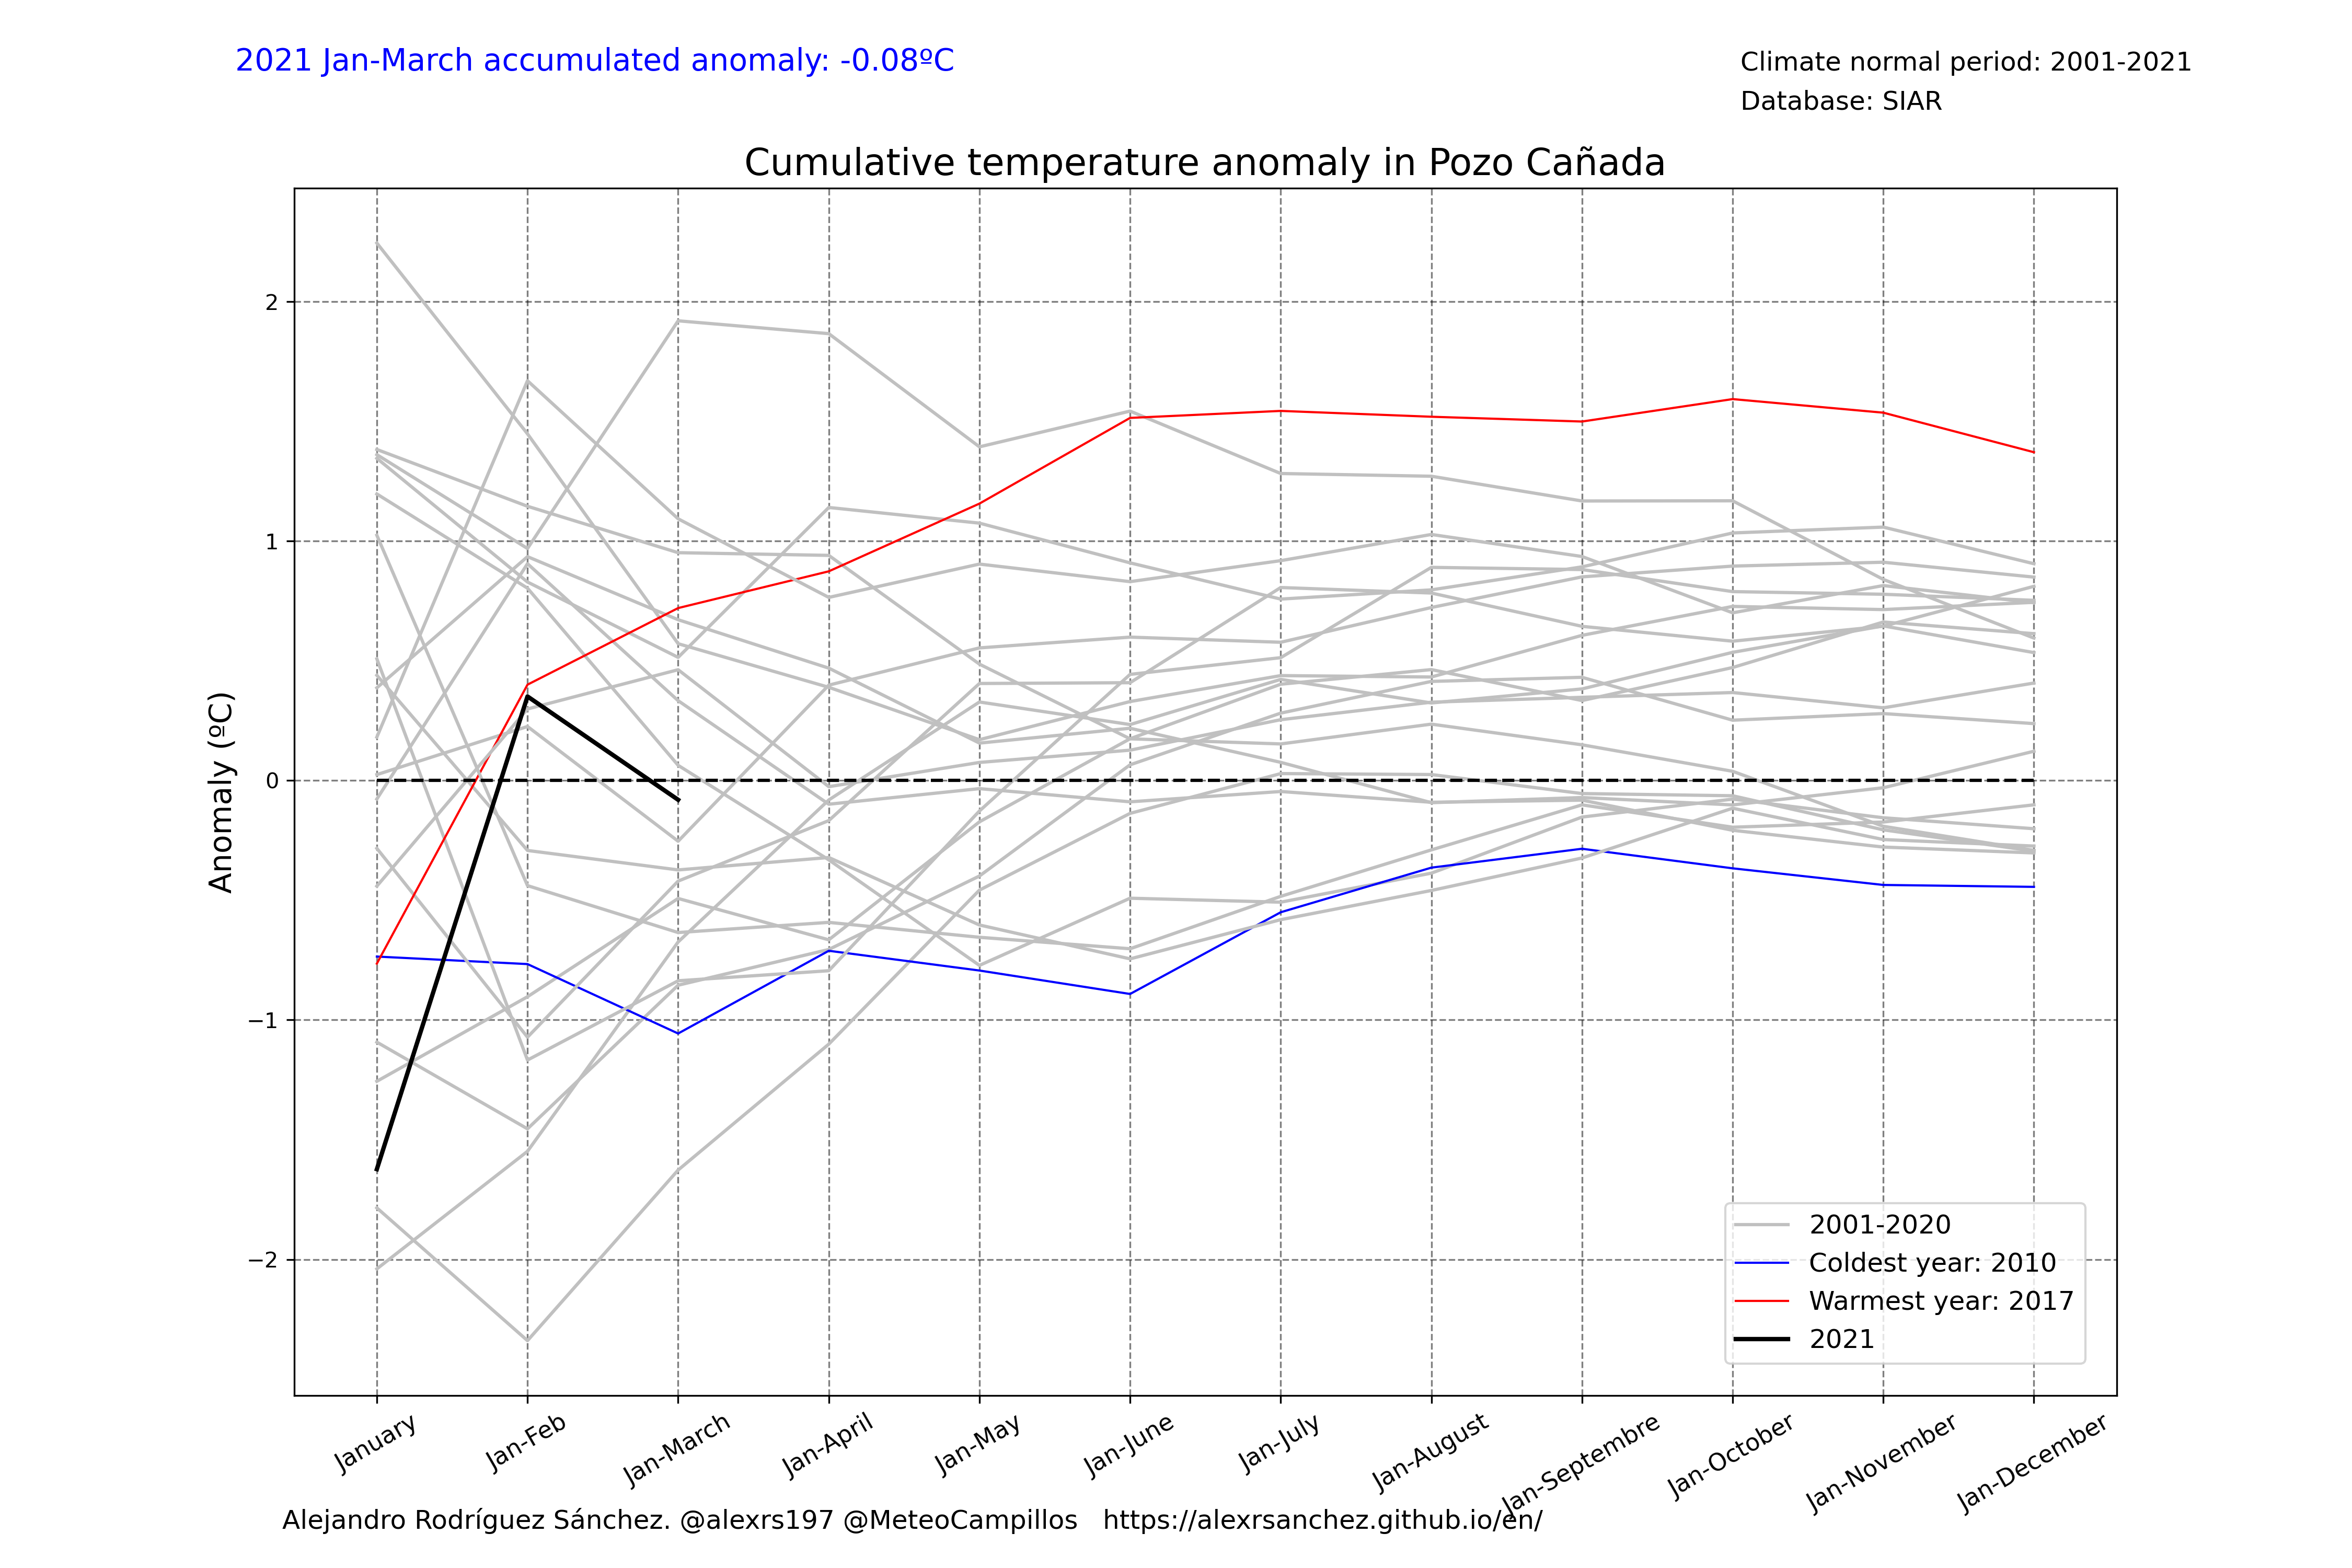 2021 Jan-March accumulated anomaly: -0.08ºC
Climate normal period: 2001-2021
Database: SIAR
Cumulative temperature anomaly in Pozo Cañada
Anomaly (ºC)
2
1
0
−1
−2
January
Jan-Feb
Jan-March
Jan-April
Jan-May
Jan-June
Jan-July
Jan-August
Jan-Septembre
Jan-October
Jan-November
Jan-December
2001-2020
Coldest year: 2010
Warmest year: 2017
2021
Alejandro Rodríguez Sánchez. @alexrs197 @MeteoCampillos   https://alexrsanchez.github.io/en/